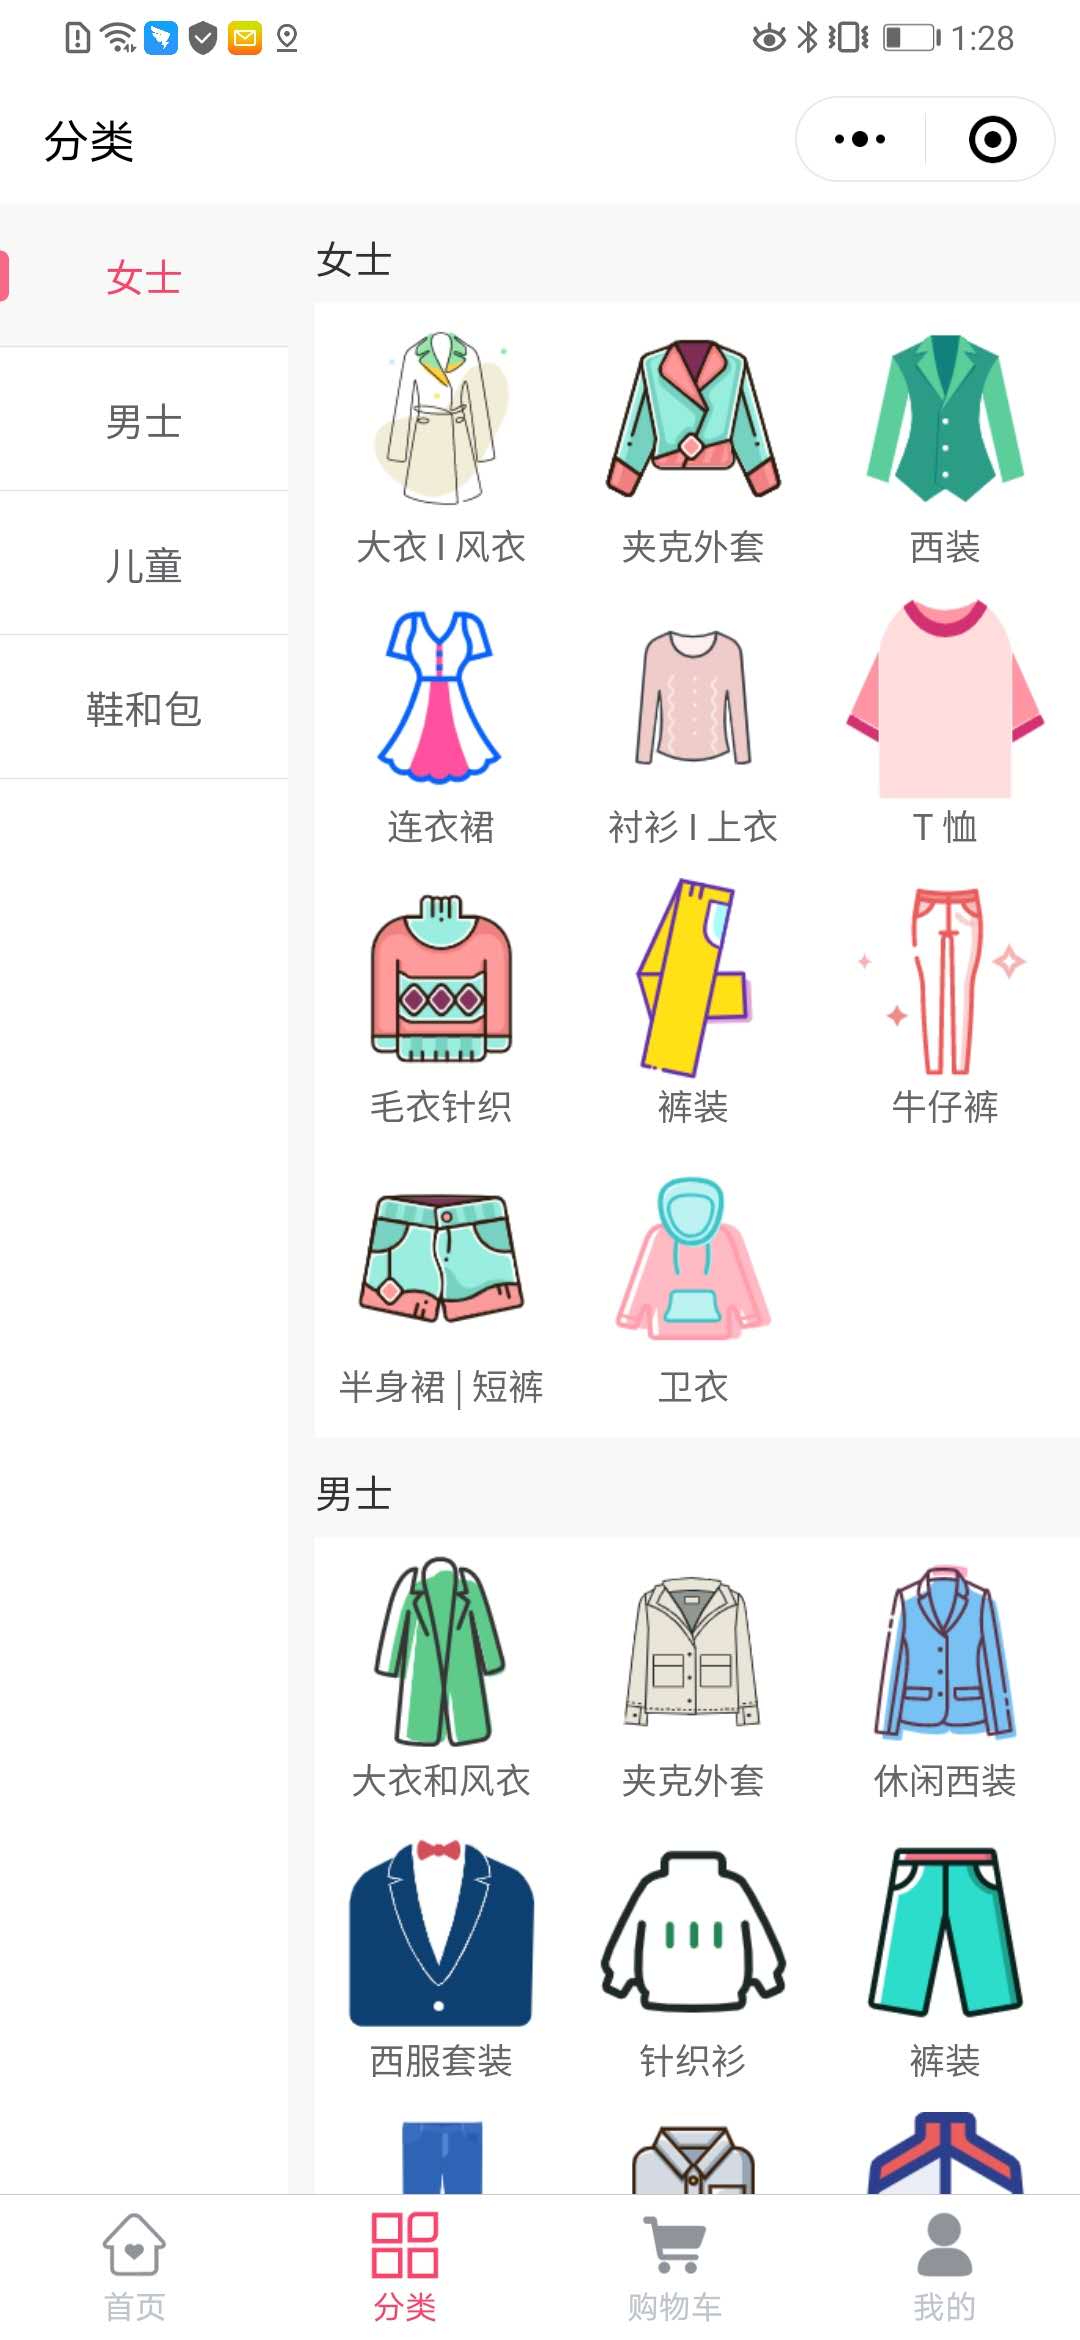 1:28
分类
女士
男士
儿童
鞋和包
女士
大衣 I 风衣
夹克外套
西装
连衣裙
衬衫 I 上衣
T 恤
毛衣针织
裤装
牛仔裤
半身裙 | 短裤
卫衣
男士
大衣和风衣
夹克外套
休闲西装
西服套装
针织衫
裤装
首页
分类
购物车
我的